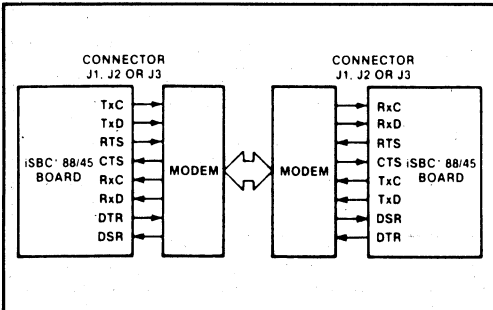 CONNECTOR
J1, J2 OR J3
CONNECTOR
J1, J2 OR J3
TxC
TxD
RTS
CTS
RxC
RxD
DTR
DSR
iSBC® 88/45
BOARD
MODEM
MODEM
RxC
RxD
RTS
CTS
TxC
TxD
DSR
DTR
iSBC® 88/45
BOARD